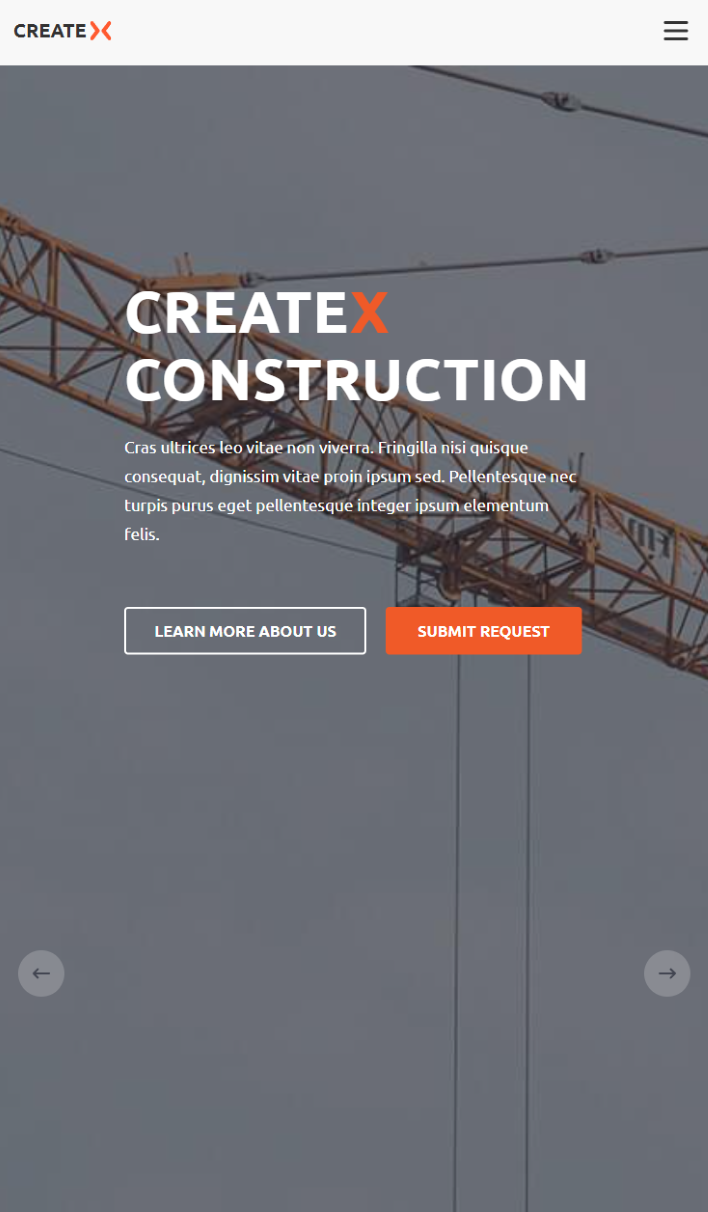 CREATEX
CREATEX
CONSTRUCTION
Cras ultrices leo vitae non viverra. Fringilla nisi quisque
consequat, dignissim vitae proin ipsum sed. Pellentesque nec
turpis purus eget pellentesque integer ipsum elementum
felis.
LEARN MORE ABOUT US
SUBMIT REQUEST